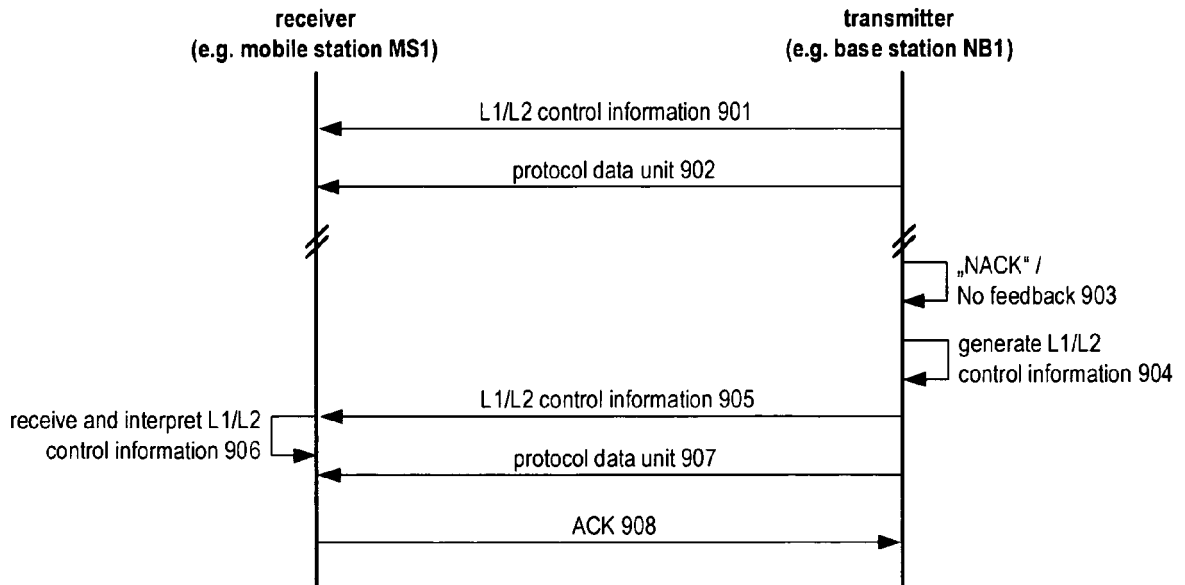 receiver
(e.g. mobile station MS1)
transmitter
(e.g. base station NB1)
L1/L2 control information 901
protocol data unit 902
„NACK“ /
No feedback 903
generate L1/L2
control information 904
L1/L2 control information 905
receive and interpret L1/L2
control information 906
protocol data unit 907
ACK 908